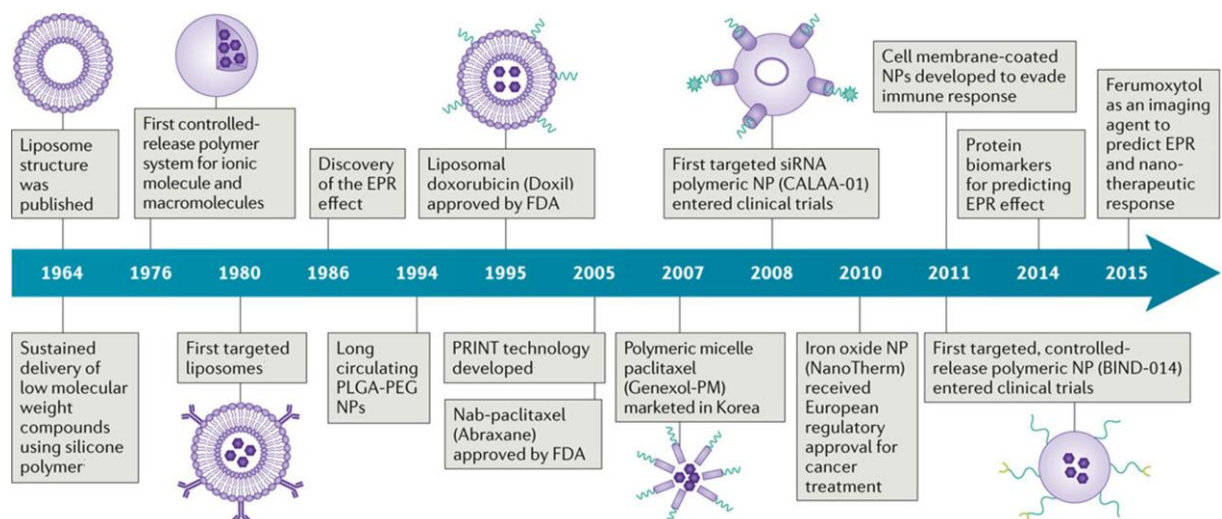 Liposome
structure
was
published
First controlled-
release polymer
system for ionic
molecule and
macromolecules
Discovery
of the EPR
effect
Liposomal
doxorubicin (Doxil)
approved by FDA
First targeted siRNA
polymeric NP (CALAA-01)
entered clinical trials
Cell membrane-coated
NPs developed to evade
immune response
Protein
biomarkers
for predicting
EPR effect
Ferumoxytol
as an imaging
agent to
predict EPR
and nano-
therapeutic
response
1964 1976 1980 1986 1994 1995 2005 2007 2008 2010 2011 2014 2015
Sustained
delivery of
low molecular
weight
compounds
using silicone
polymer
First targeted
liposomes
Long
circulating
PLGA-PEG
NPs
PRINT technology
developed
Nab-paclitaxel
(Abraxane)
approved by FDA
Polymeric micelle
paclitaxel
(Genexol-PM)
marketed in Korea
Iron oxide NP
(NanoTherm)
received
European
regulatory
approval for
cancer
treatment
First targeted, controlled-
release polymeric NP (BIND-014)
entered clinical trials